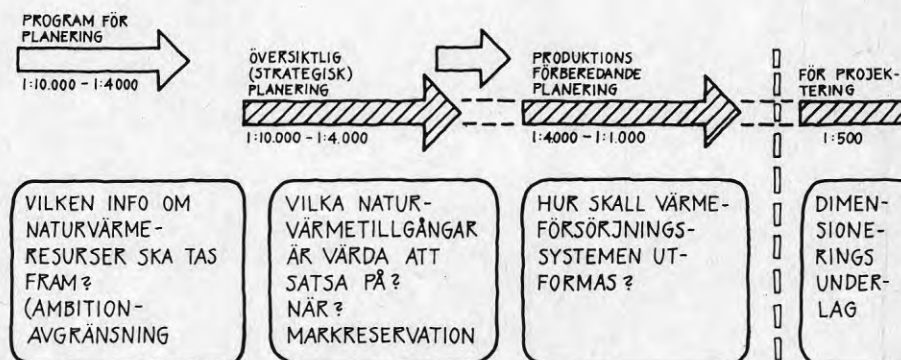 PROGRAM FÖR
PLANERING
1:10.000 - 1:4000
ÖVERSIKTLIG
(STRATEGISK)
PLANERING
1:10.000 - 1:4.000
PRODUKTIONS
FÖRBEREDANDE
PLANERING
1:4000 - 1:1.000
FÖR PROJEK-
TERING
1:500
VILKEN INFO OM
NATURVÄRME-
RESURSER SKA TAS
FRAM?
(AMBITION-
AVGRÄNSNING
VILKA NATUR-
VÄRMETILLGÅNGAR
ÄR VÄRDA ATT
SATSA PÅ?
NÄR?
MARKRESERVATION
HUR SKALL VÄRME-
FÖRSÖRJNINGS-
SYSTEMEN UT-
FORMAS?
DIMEN-
SIONE-
RINGS
UNDER-
LAG